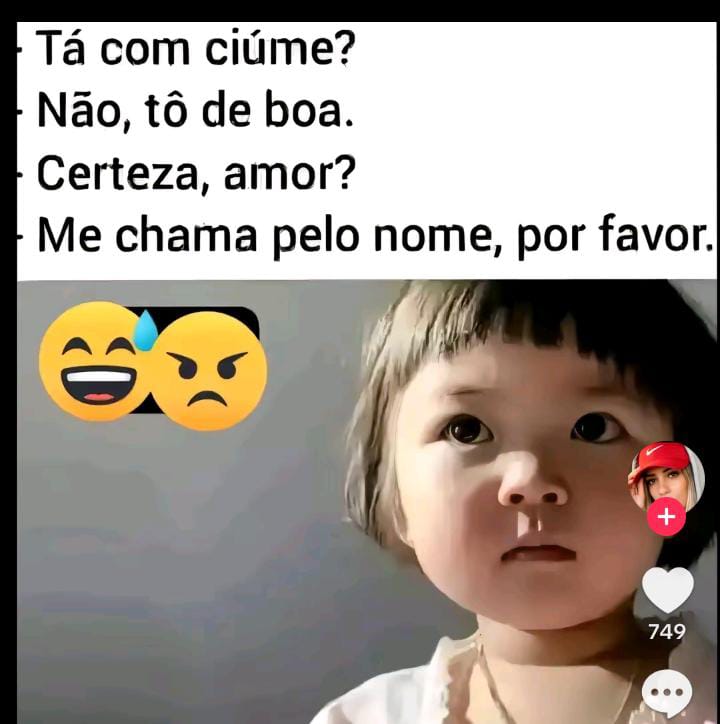 - Tá com ciúme?
- Não, tô de boa.
- Certeza, amor?
- Me chama pelo nome, por favor.
749